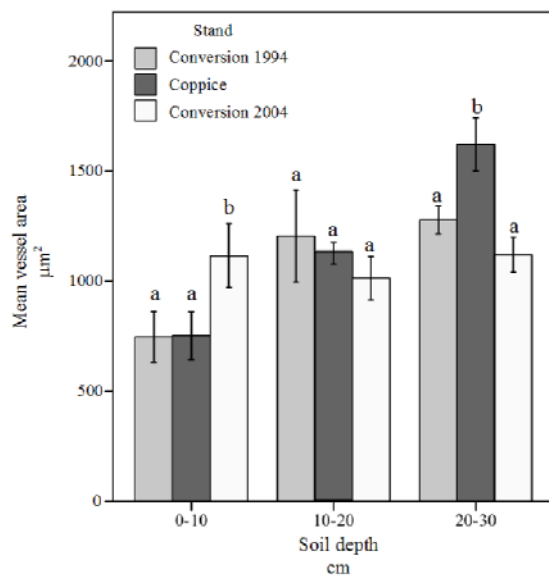 Stand
Conversion 1994
Coppice
Conversion 2004
2000
1500
1000
500
0
Mean vessel area
μm²
a
a
b
a
a
a
a
b
a
0-10
10-20
20-30
Soil depth
cm